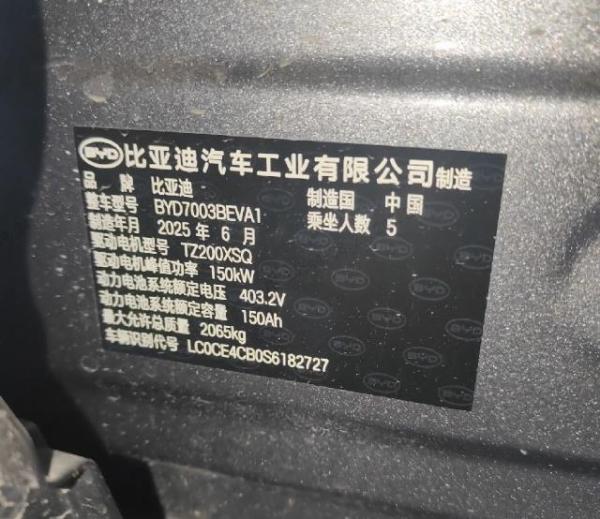 BYD 比亚迪汽车工业有限公司制造
品牌 比亚迪 制造国 中国
整车型号 BYD7003BEVA1 乘坐人数 5
制造年月 2025 年 6 月
驱动电机型号 TZ200XSQ
驱动电机峰值功率 150kW
动力电池系统额定电压 403.2V
动力电池系统额定容量 150Ah
最大允许总质量 2065kg
车辆识别代号 LC0CE4CB0S6182727